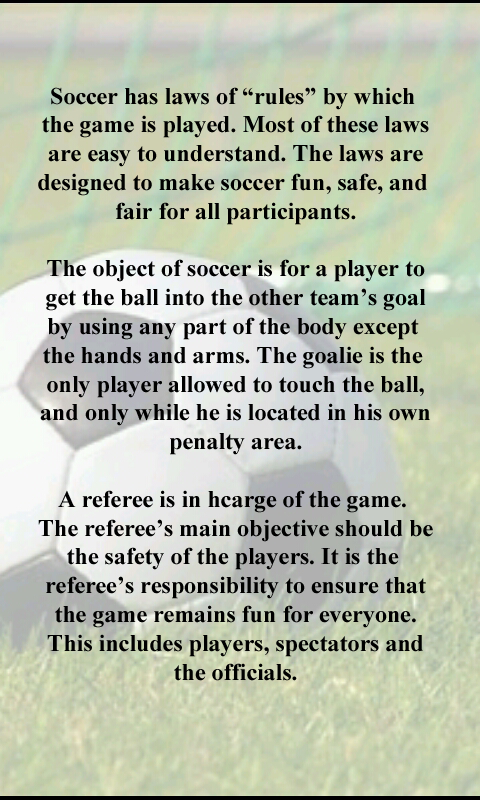 Soccer has laws of “rules” by which
the game is played. Most of these laws
are easy to understand. The laws are
designed to make soccer fun, safe, and
fair for all participants.
The object of soccer is for a player to
get the ball into the other team’s goal
by using any part of the body except
the hands and arms. The goalie is the
only player allowed to touch the ball,
and only while he is located in his own
penalty area.
A referee is in hcarge of the game.
The referee’s main objective should be
the safety of the players. It is the
referee’s responsibility to ensure that
the game remains fun for everyone.
This includes players, spectators and
the officials.